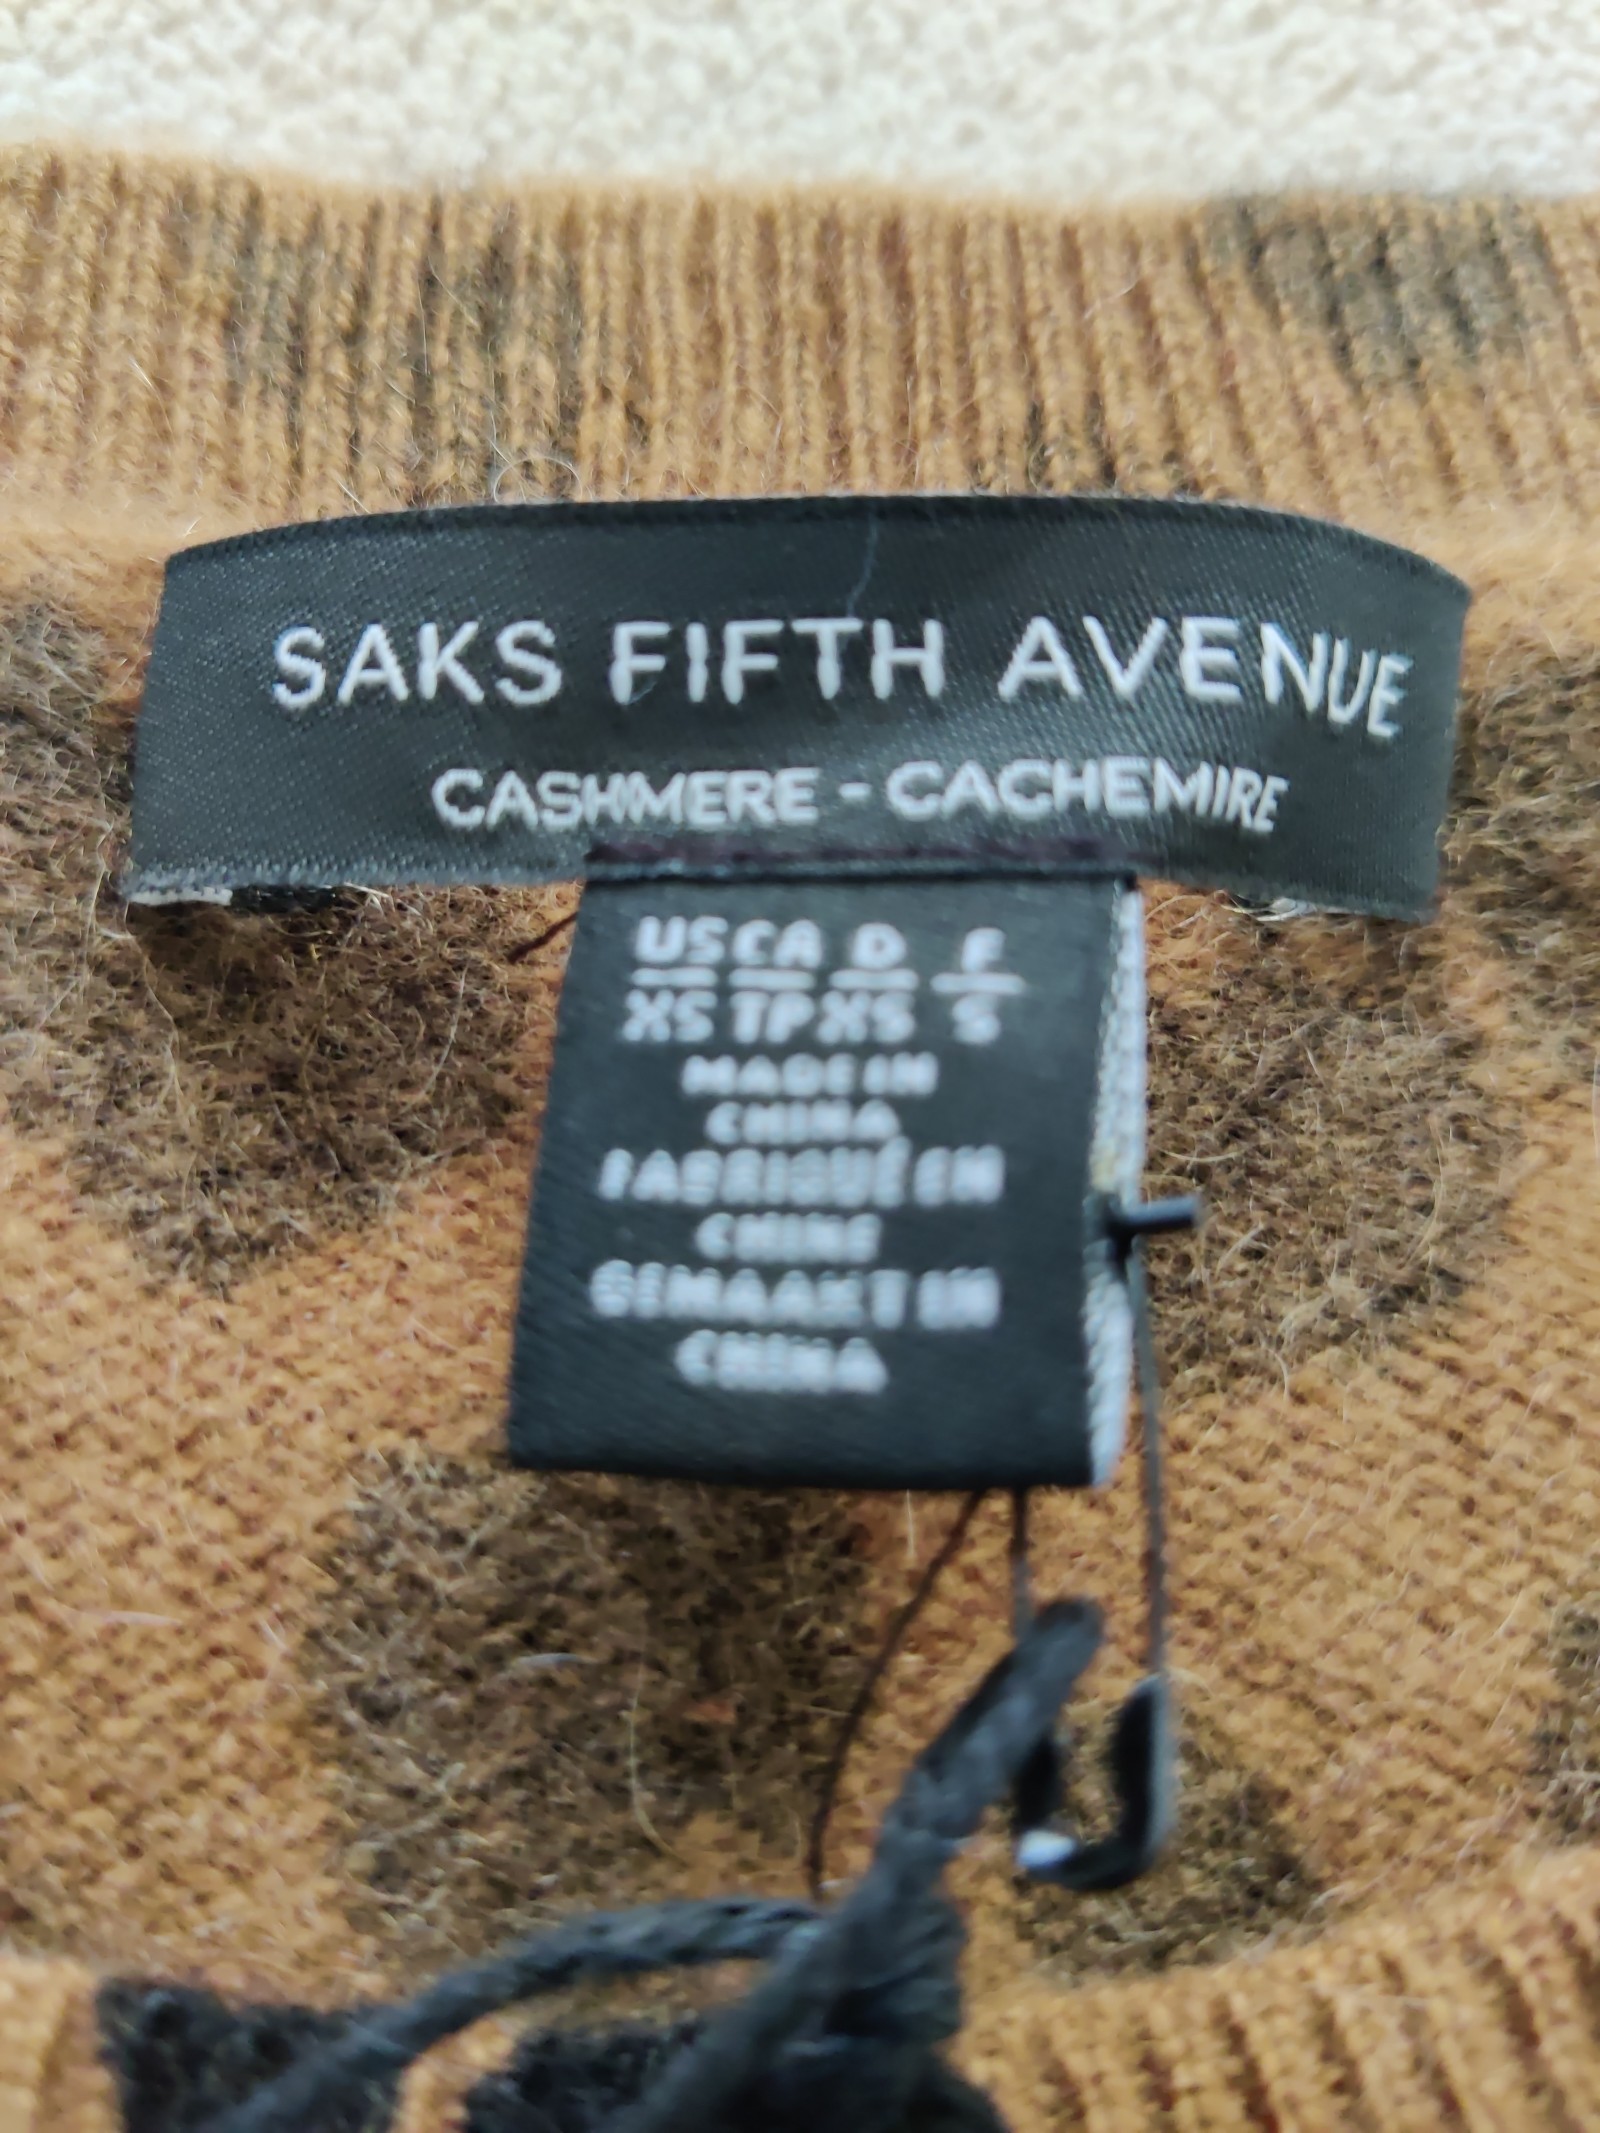 SAKS FIFTH AVENUE
CASHMERE - CACHEMIRE
US CA D F
XS TP XS S
MADE IN
CHINA
FABRIQUÉ EN
CHINE
GEMAAKT IN
CHINA